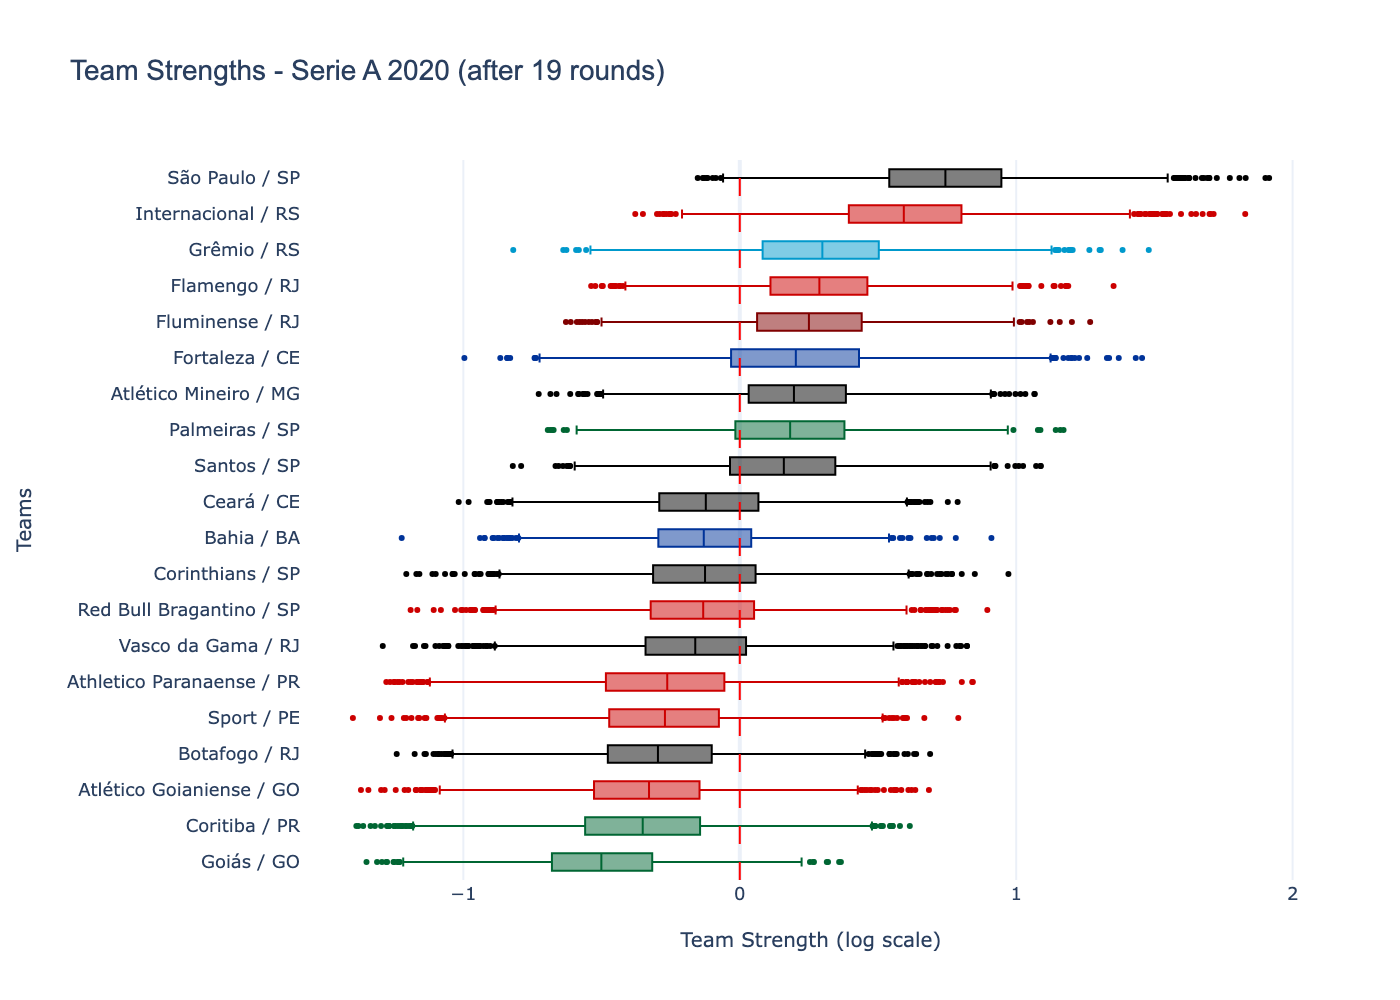 Team Strengths - Serie A 2020 (after 19 rounds)
Teams
São Paulo / SP
Internacional / RS
Grêmio / RS
Flamengo / RJ
Fluminense / RJ
Fortaleza / CE
Atlético Mineiro / MG
Palmeiras / SP
Santos / SP
Ceará / CE
Bahia / BA
Corinthians / SP
Red Bull Bragantino / SP
Vasco da Gama / RJ
Athletico Paranaense / PR
Sport / PE
Botafogo / RJ
Atlético Goianiense / GO
Coritiba / PR
Goiás / GO
−1 0 1 2
Team Strength (log scale)